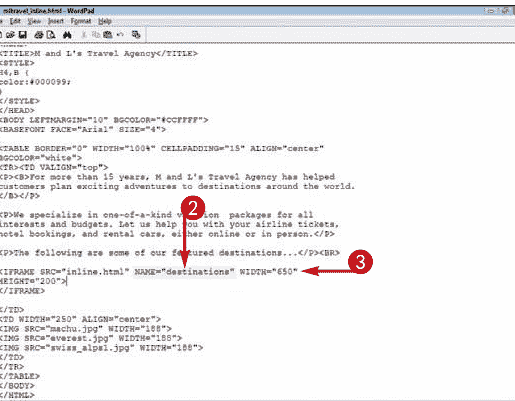 mltravel_inline.html - WordPad
Edit View Insert Format Help
<TITLE>M and L's Travel Agency</TITLE>
<STYLE>
H4,B {
color:#000099;
}
</STYLE>
</HEAD>
<BODY LEFTMARGIN="10" BGCOLOR="#CCFFFF">
<BASEFONT FACE="Arial" SIZE="4">
<TABLE BORDER="0" WIDTH="100%" CELLPADDING="15" ALIGN="center"
BGCOLOR="white">
<TR><TD VALIGN="top">
<P><B>For more than 15 years, M and L's Travel Agency has helped
customers plan exciting adventures to destinations around the world.
</B></P>
<P>We specialize in one-of-a-kind packages for all
interests and budgets. Let us help you with your airline tickets,
hotel bookings, and rental cars, either online or in person.</P>
2
<P>The following are some of our featured destinations...</P><BR>
<IFRAME SRC="inline.html" NAME="destinations" WIDTH="650" 3
HEIGHT="200">
</IFRAME>
</TD>
<TD WIDTH="250" ALIGN="center">
<IMG SRC="machu.jpg" WIDTH="188">
<IMG SRC="everest.jpg" WIDTH="188">
<IMG SRC="swiss_alps1.jpg" WIDTH="188">
</TD>
</TR>
</TABLE>
</BODY>
</HTML>